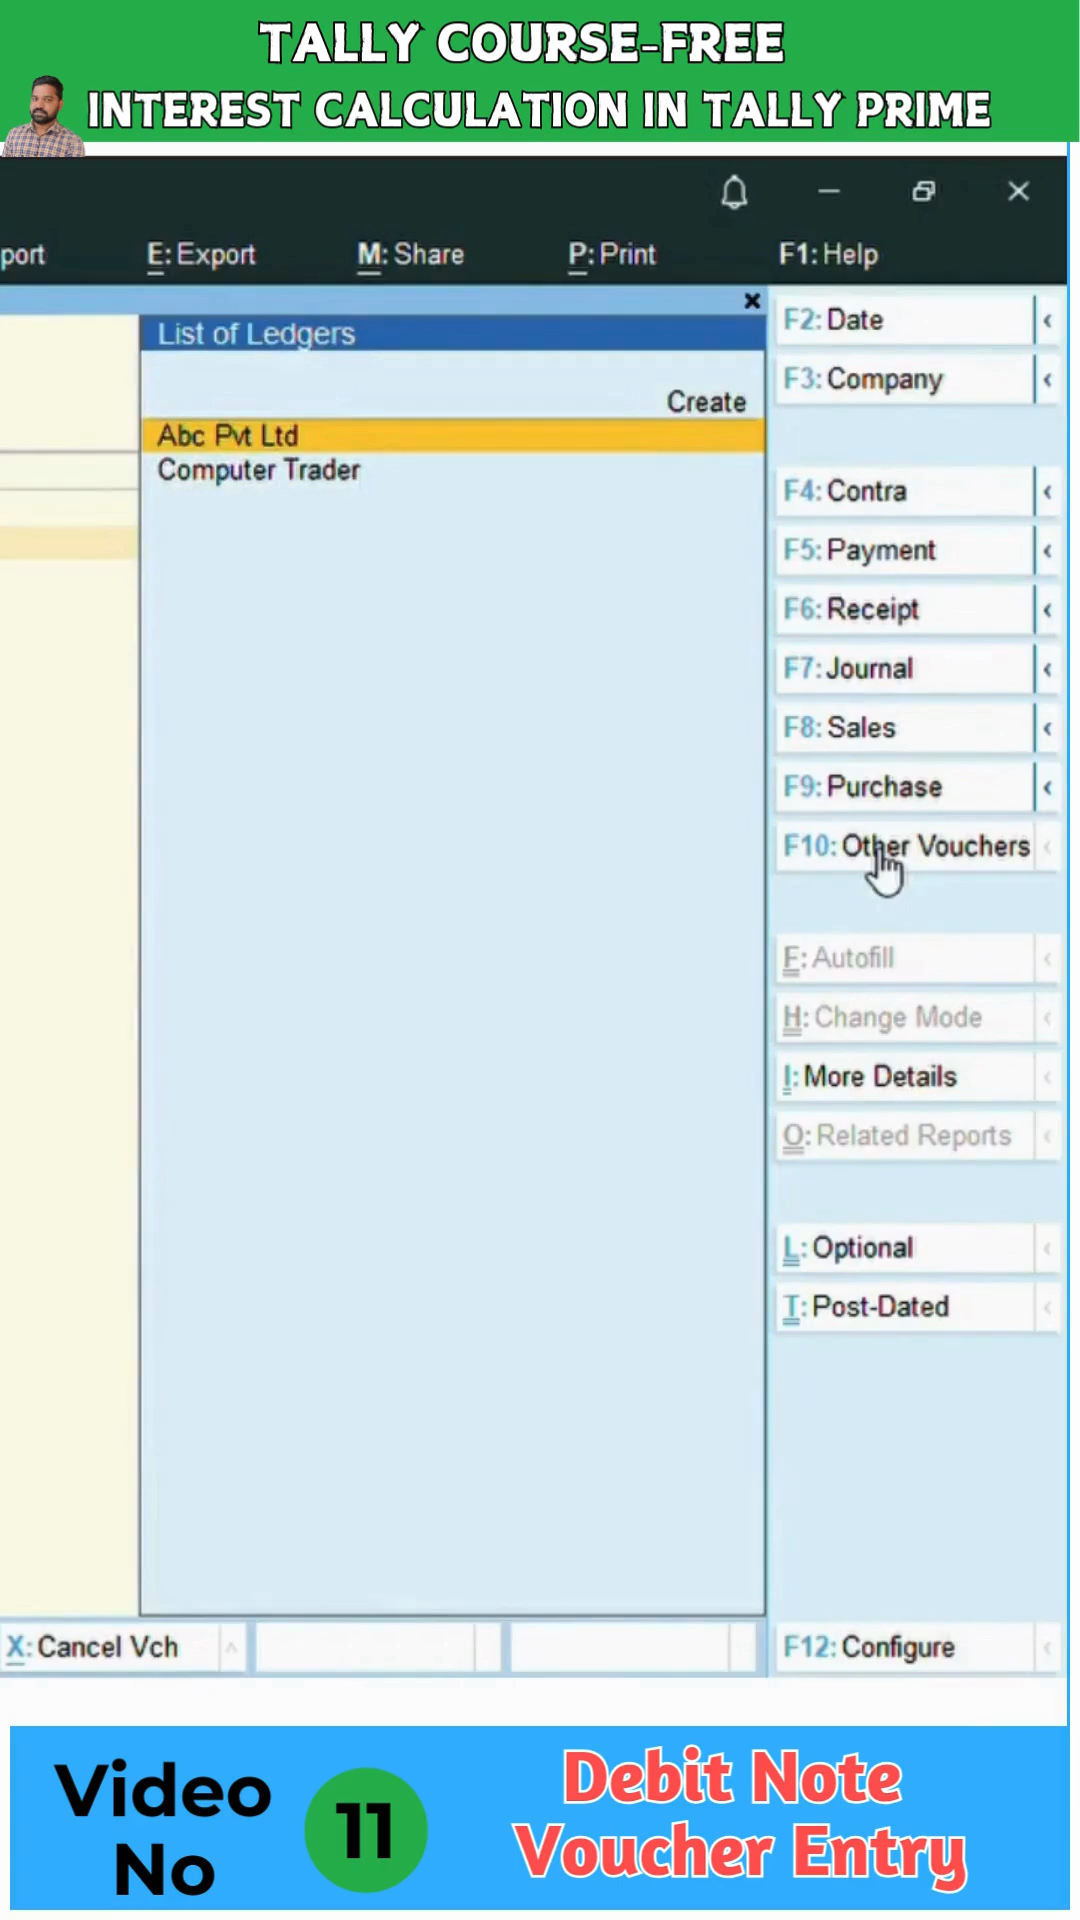 TALLY COURSE-FREE
INTEREST CALCULATION IN TALLY PRIME
port
E: Export
M: Share
P: Print
F1: Help
List of Ledgers
Create
Abc Pvt Ltd
Computer Trader
F2: Date
F3: Company
F4: Contra
F5: Payment
F6: Receipt
F7: Journal
F8: Sales
F9: Purchase
F10: Other Vouchers
F: Autofill
H: Change Mode
I: More Details
O: Related Reports
L: Optional
T: Post-Dated
X: Cancel Vch
F12: Configure
Video
No
11
Debit Note
Voucher Entry